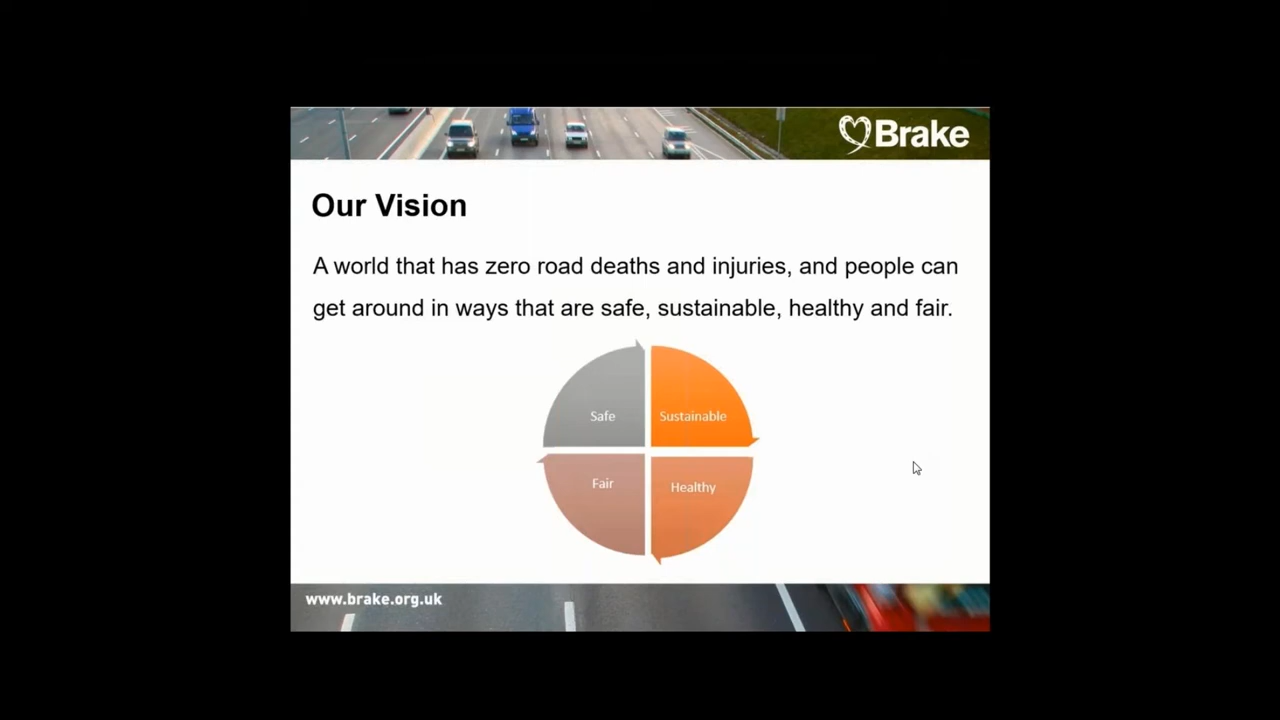 Brake
Our Vision
A world that has zero road deaths and injuries, and people can
get around in ways that are safe, sustainable, healthy and fair.
Safe
Sustainable
Fair
Healthy
www.brake.org.uk